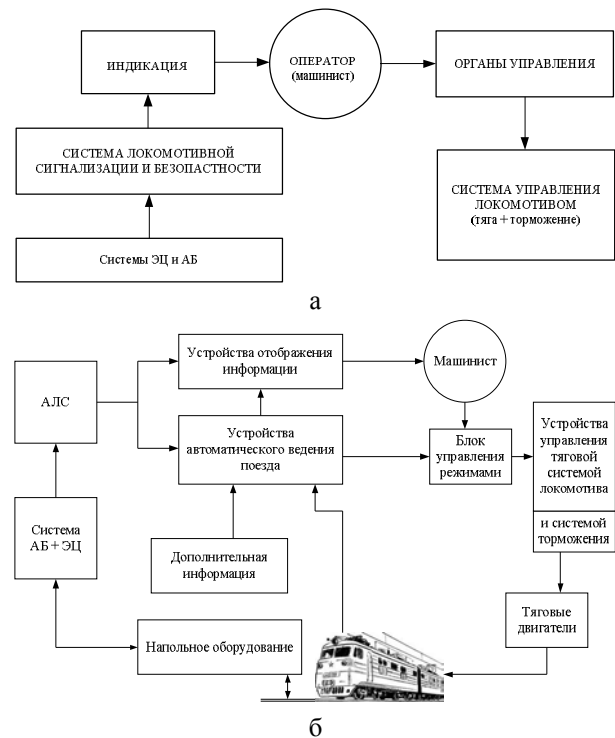 ИНДИКАЦИЯ
ОПЕРАТОР
(машинист)
ОРГАНЫ УПРАВЛЕНИЯ
СИСТЕМА ЛОКОМОТИВНОЙ
СИГНАЛИЗАЦИИ И БЕЗОПАСТНОСТИ
СИСТЕМА УПРАВЛЕНИЯ
ЛОКОМОТИВОМ
(тяга + торможение)
Системы ЭЦ и АБ
а
Устройства отображения
информации
Машинист
АЛС
Устройства
автоматического ведения
поезда
Блок
управления
режимами
Устройства
управления
тяговой
системой
локомотива
и системой
торможения
Система
АБ + ЭЦ
Дополнительная
информация
Тяговые
двигатели
Напольное оборудование
б